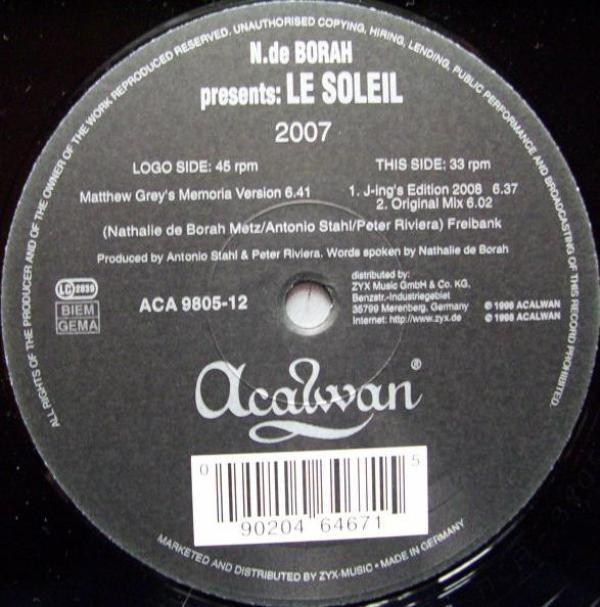 ALL RIGHTS OF THE PRODUCER AND OF THE OWNER OF THE WORK REPRODUCED RESERVED. UNAUTHORISED COPYING, HIRING, LENDING, PUBLIC PERFORMANCE AND BROADCASTING OF THIS RECORD PROHIBITED.
N.de BORAH
presents: LE SOLEIL
2007
LOGO SIDE: 45 rpm
Matthew Grey's Memoria Version 6.41
THIS SIDE: 33 rpm
1. J-ing's Edition 2008 6.37
2. Original Mix 6.02
(Nathalie de Borah Metz/Antonio Stahl/Peter Riviera) Freibank
Produced by Antonio Stahl & Peter Riviera. Words spoken by Nathalie de Borah
LC
BIEM
GEMA
ACA 9805-12
distributed by:
ZYX Music GmbH & Co. KG,
Benzstr.-Industriegebiet
35799 Merenberg, Germany
Internet: http://www.zyx.de
℗ 1998 ACALWAN
© 1998 ACALWAN
Acalwan ®
0 90204 64671 5
MARKETED AND DISTRIBUTED BY ZYX-MUSIC • MADE IN GERMANY